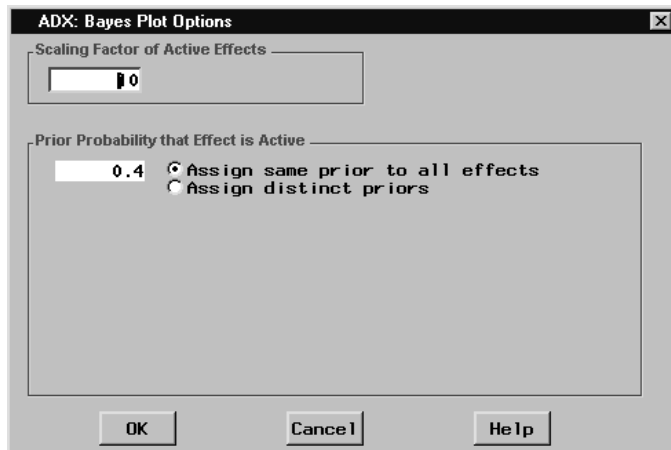 ADX: Bayes Plot Options
Scaling Factor of Active Effects
10
Prior Probability that Effect is Active
0.4 Assign same prior to all effects
Assign distinct priors
OK Cancel Help